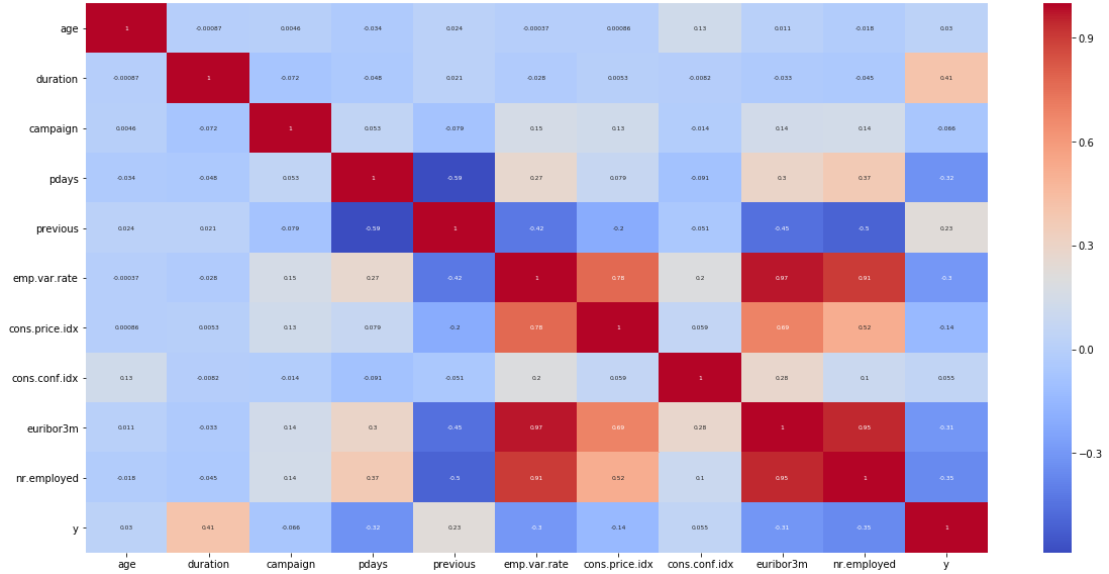 age 1 -0.00087 0.0046 -0.034 0.024 -0.00037 0.00086 0.13 0.011 -0.018 0.03
0.9
duration -0.00087 1 -0.072 -0.048 0.021 -0.028 0.0053 -0.0082 -0.033 -0.045 0.41
campaign 0.0046 -0.072 1 0.053 -0.079 0.15 0.13 -0.014 0.14 0.14 -0.066
0.6
pdays -0.034 -0.048 0.053 1 -0.59 0.27 0.079 -0.091 0.3 0.37 -0.32
previous 0.024 0.021 -0.079 -0.59 1 -0.42 -0.2 -0.051 -0.45 -0.5 0.23
0.3
emp.var.rate -0.00037 -0.028 0.15 0.27 -0.42 1 0.78 0.2 0.97 0.91 -0.3
cons.price.idx 0.00086 0.0053 0.13 0.079 -0.2 0.78 1 0.059 0.69 0.52 -0.14
0.0
cons.conf.idx 0.13 -0.0082 -0.014 -0.091 -0.051 0.2 0.059 1 0.28 0.1 0.055
euribor3m 0.011 -0.033 0.14 0.3 -0.45 0.97 0.69 0.28 1 0.95 -0.31
-0.3
nr.employed -0.018 -0.045 0.14 0.37 -0.5 0.91 0.52 0.1 0.95 1 -0.35
y 0.03 0.41 -0.066 -0.32 0.23 -0.3 -0.14 0.055 -0.31 -0.35 1
age duration campaign pdays previous emp.var.rate cons.price.idx cons.conf.idx euribor3m nr.employed y